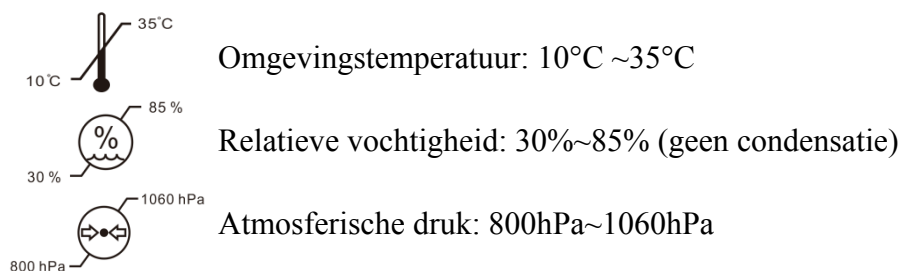 35°C
Omgevingstemperatuur: 10°C ~35°C
10°C
85 %
%
Relatieve vochtigheid: 30%~85% (geen condensatie)
30 %
1060 hPa
Atmosferische druk: 800hPa~1060hPa
800 hPa